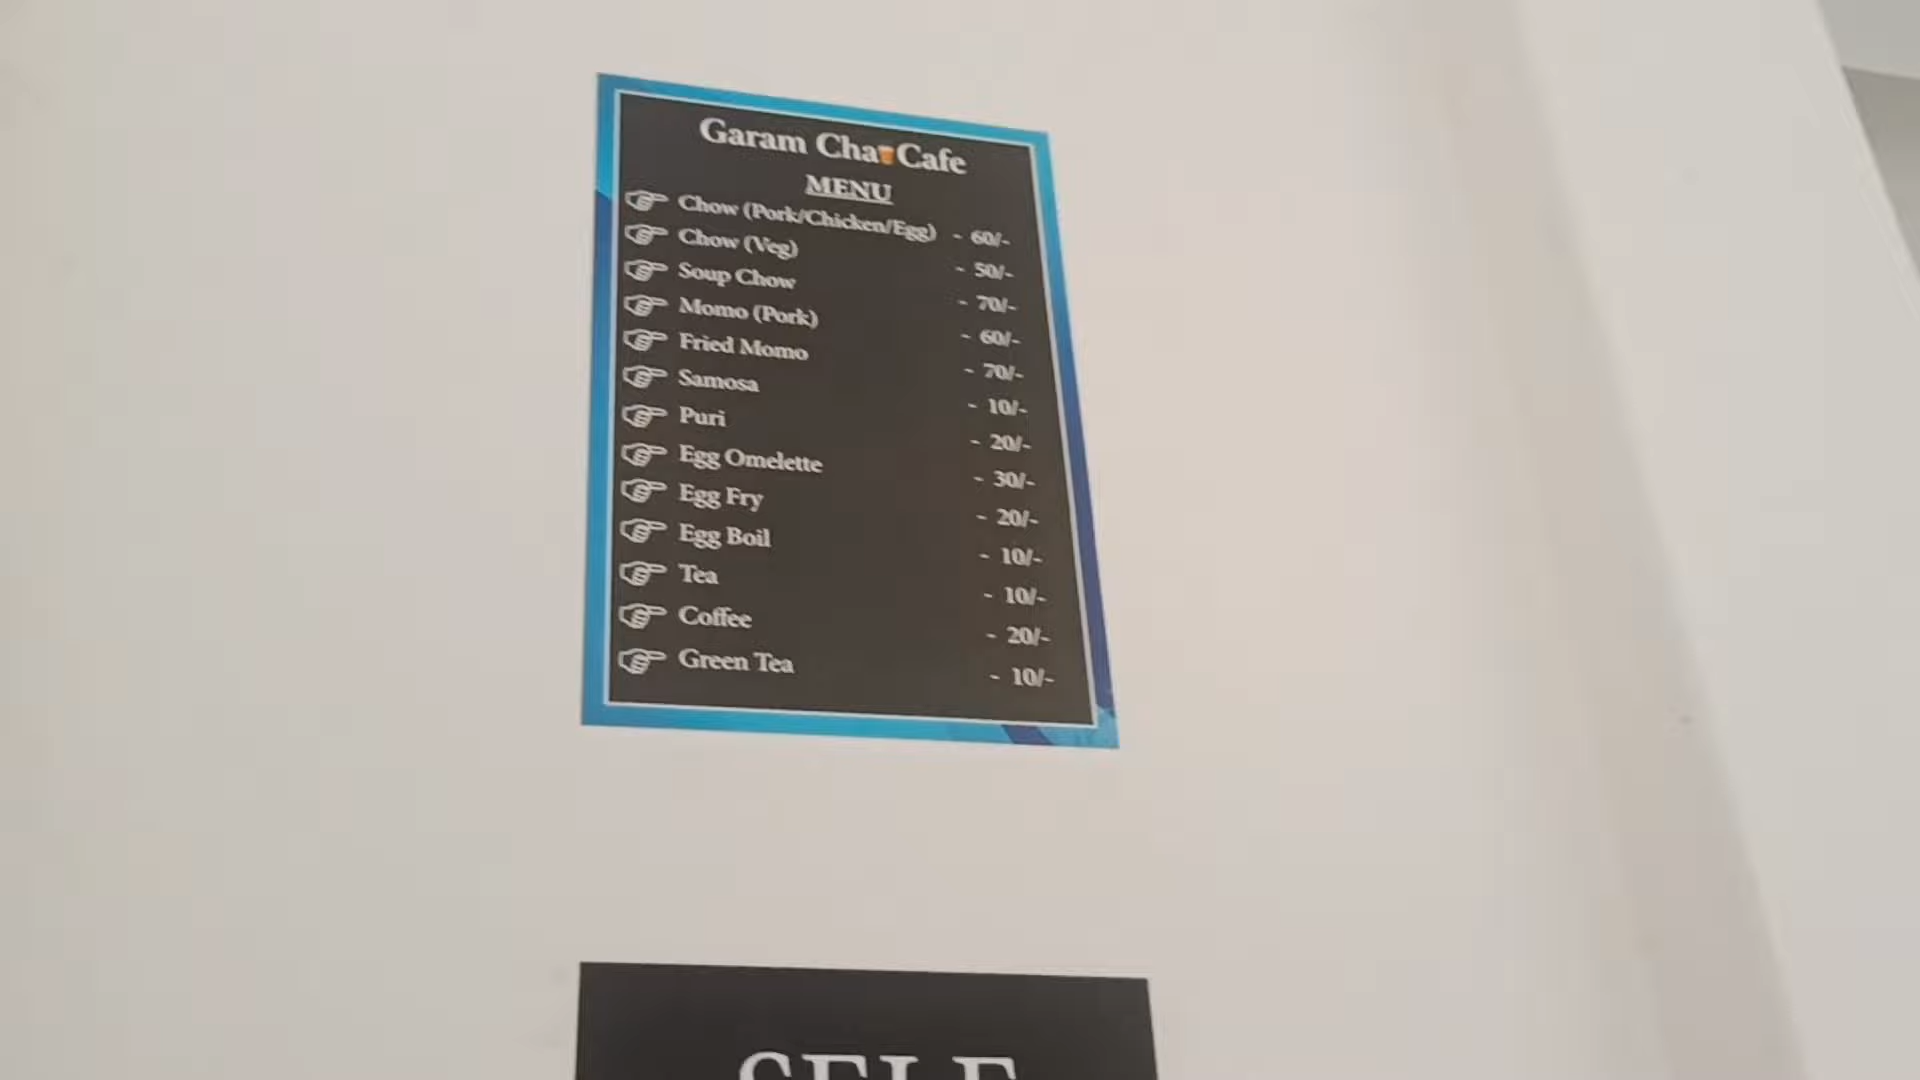 Garam Cha Cafe
MENU
Chow (Pork/Chicken/Egg) - 60/-
Chow (Veg) - 50/-
Soup Chow - 70/-
Momo (Pork) - 60/-
Fried Momo - 70/-
Samosa - 10/-
Puri - 20/-
Egg Omelette - 30/-
Egg Fry - 20/-
Egg Boil - 10/-
Tea - 10/-
Coffee - 20/-
Green Tea - 10/-
SELF